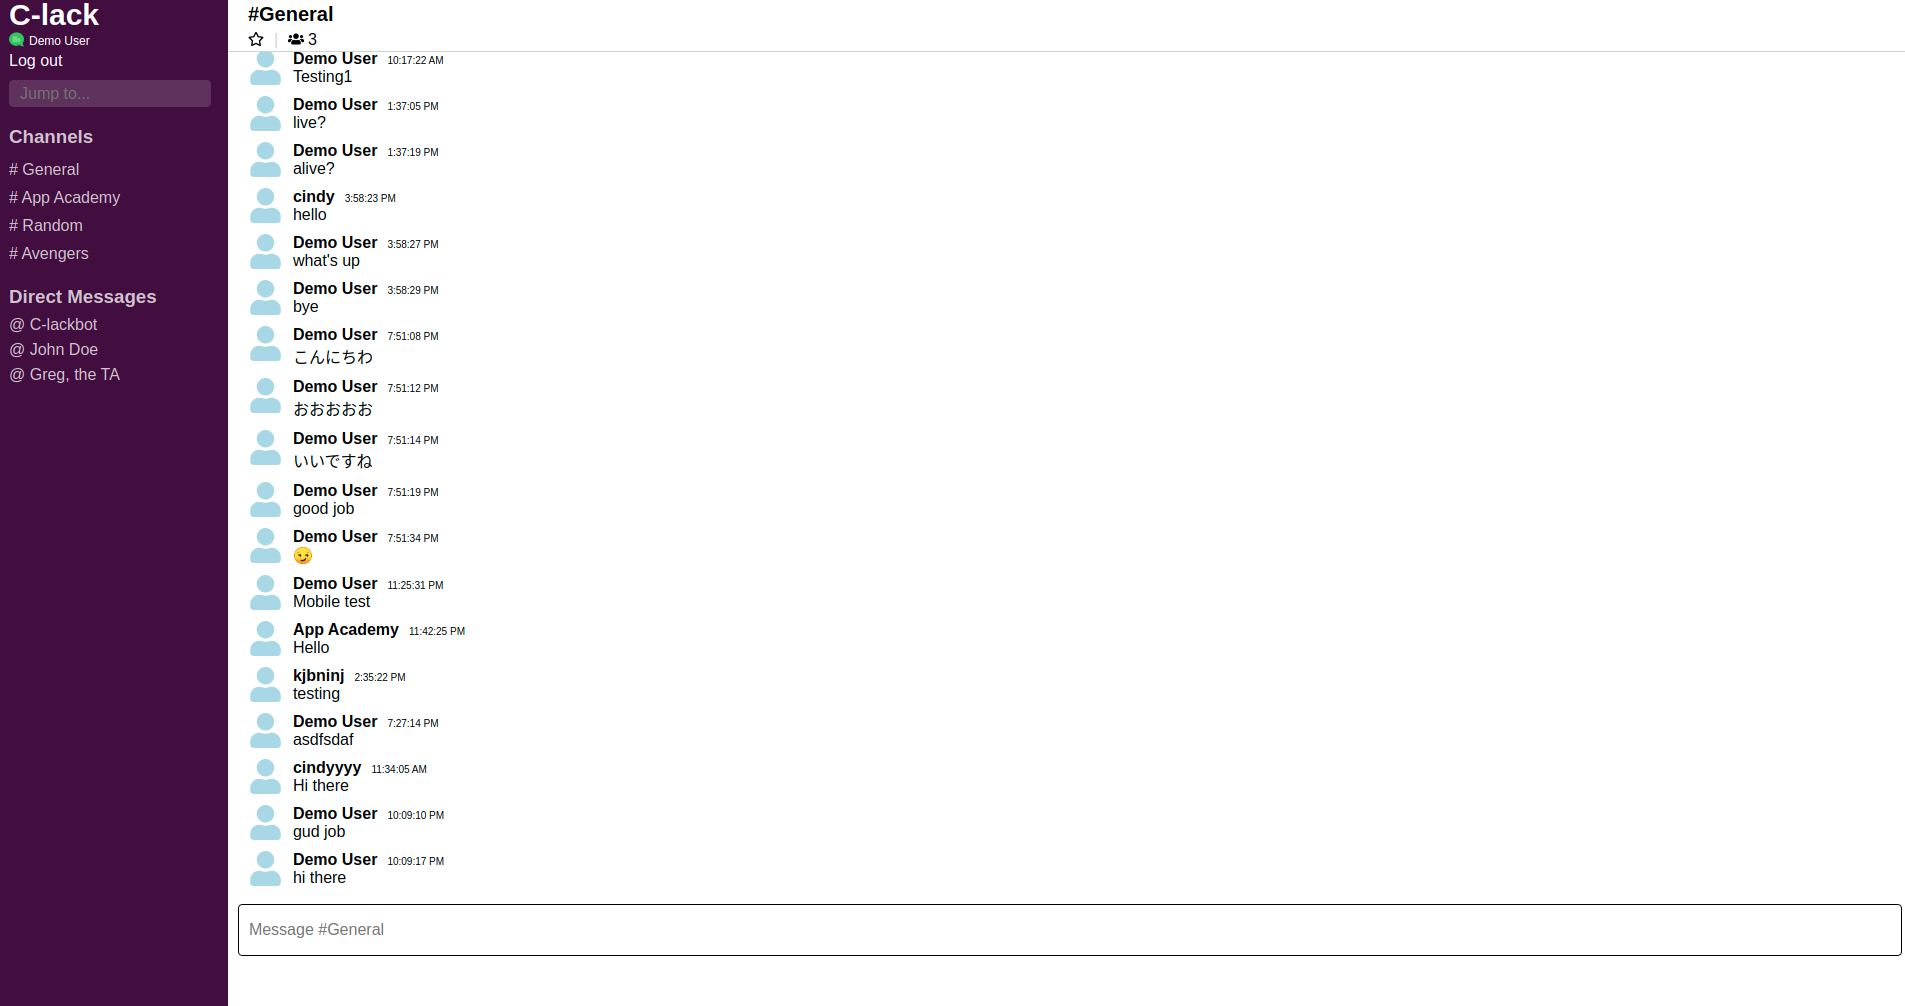 C-lack
Demo User
Log out
Jump to...
Channels
# General
# App Academy
# Random
# Avengers
Direct Messages
@ C-lackbot
@ John Doe
@ Greg, the TA
#General
3
Demo User 10:17:22 AM
Testing1
Demo User 1:37:05 PM
live?
Demo User 1:37:19 PM
alive?
cindy 3:58:23 PM
hello
Demo User 3:58:27 PM
what's up
Demo User 3:58:29 PM
bye
Demo User 7:51:08 PM
こんにちわ
Demo User 7:51:12 PM
おおおおお
Demo User 7:51:14 PM
いいですね
Demo User 7:51:19 PM
good job
Demo User 7:51:34 PM
😏
Demo User 11:25:31 PM
Mobile test
App Academy 11:42:25 PM
Hello
kjbninj 2:35:22 PM
testing
Demo User 7:27:14 PM
asdfsdaf
cindyyyy 11:34:05 AM
Hi there
Demo User 10:09:10 PM
gud job
Demo User 10:09:17 PM
hi there
Message #General